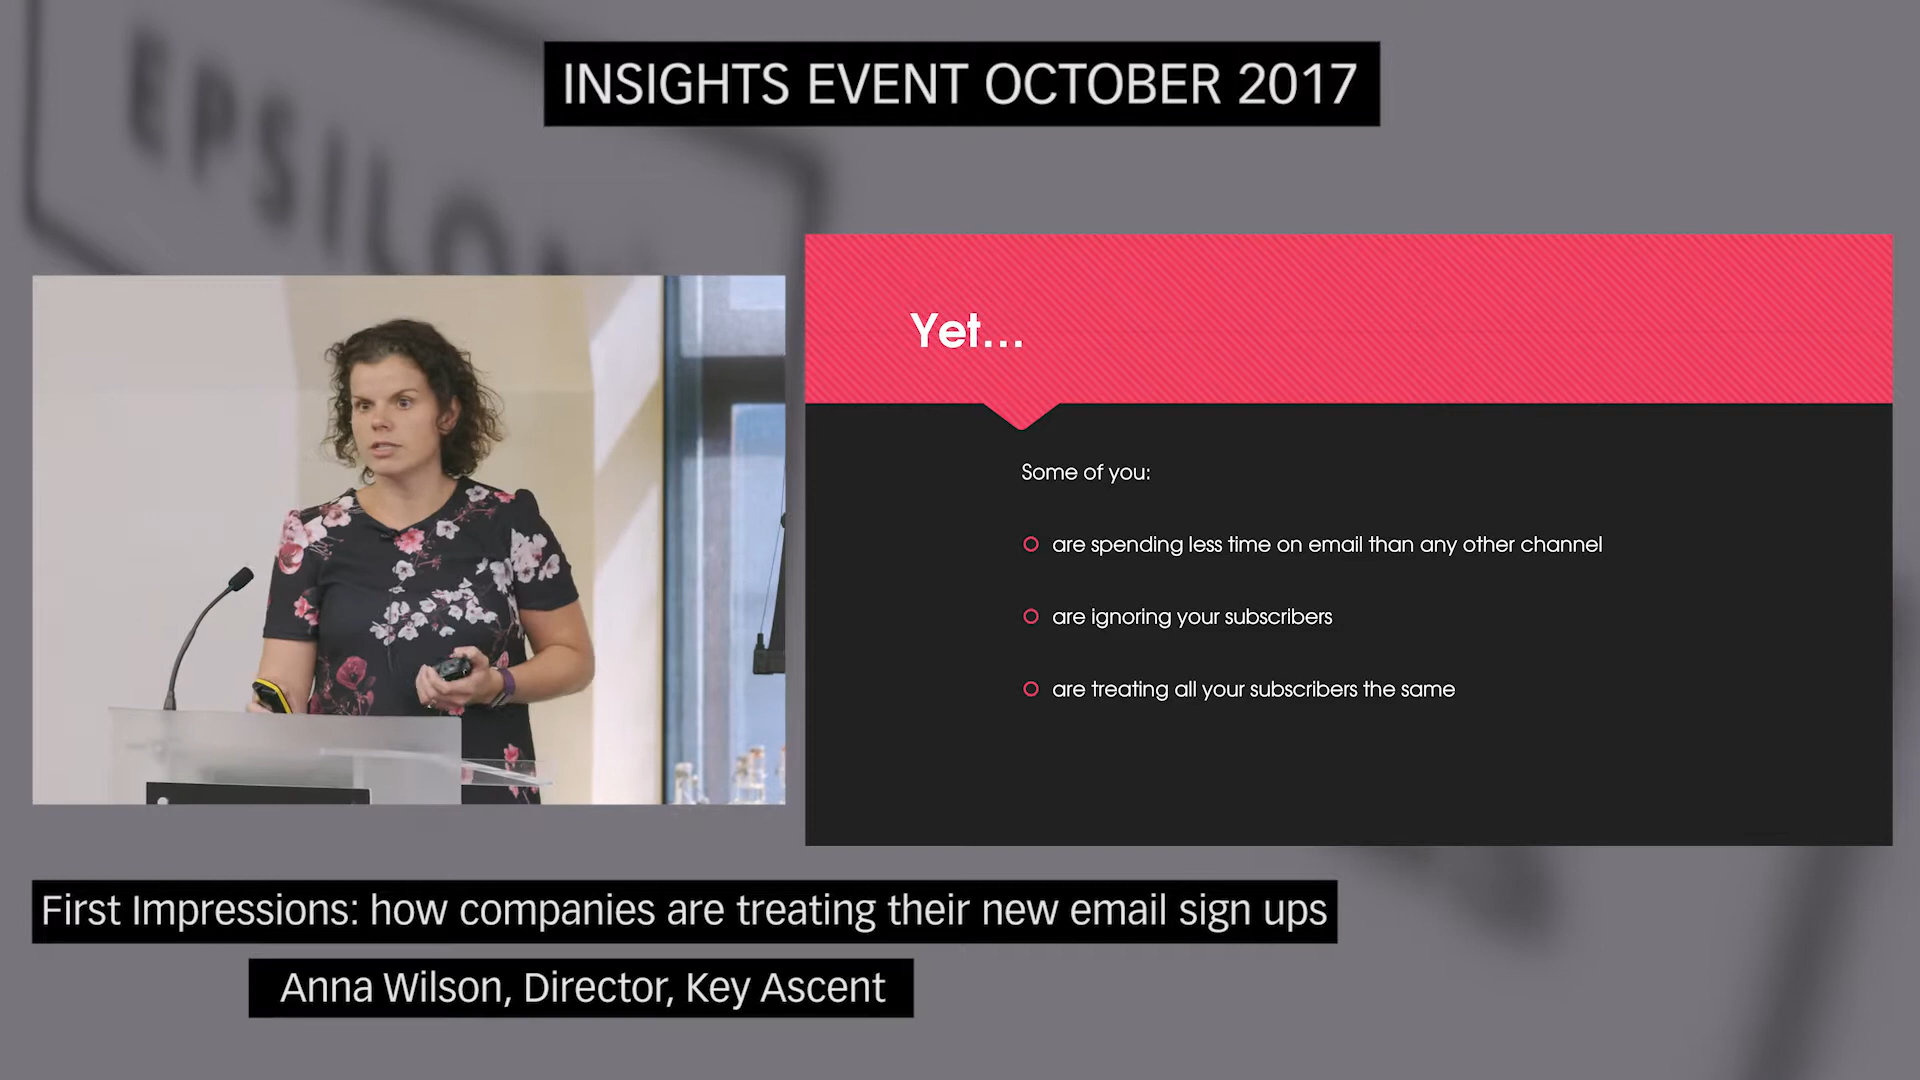 EPSILON
INSIGHTS EVENT OCTOBER 2017
Yet...
Some of you:
are spending less time on email than any other channel
are ignoring your subscribers
are treating all your subscribers the same
First Impressions: how companies are treating their new email sign ups
Anna Wilson, Director, Key Ascent